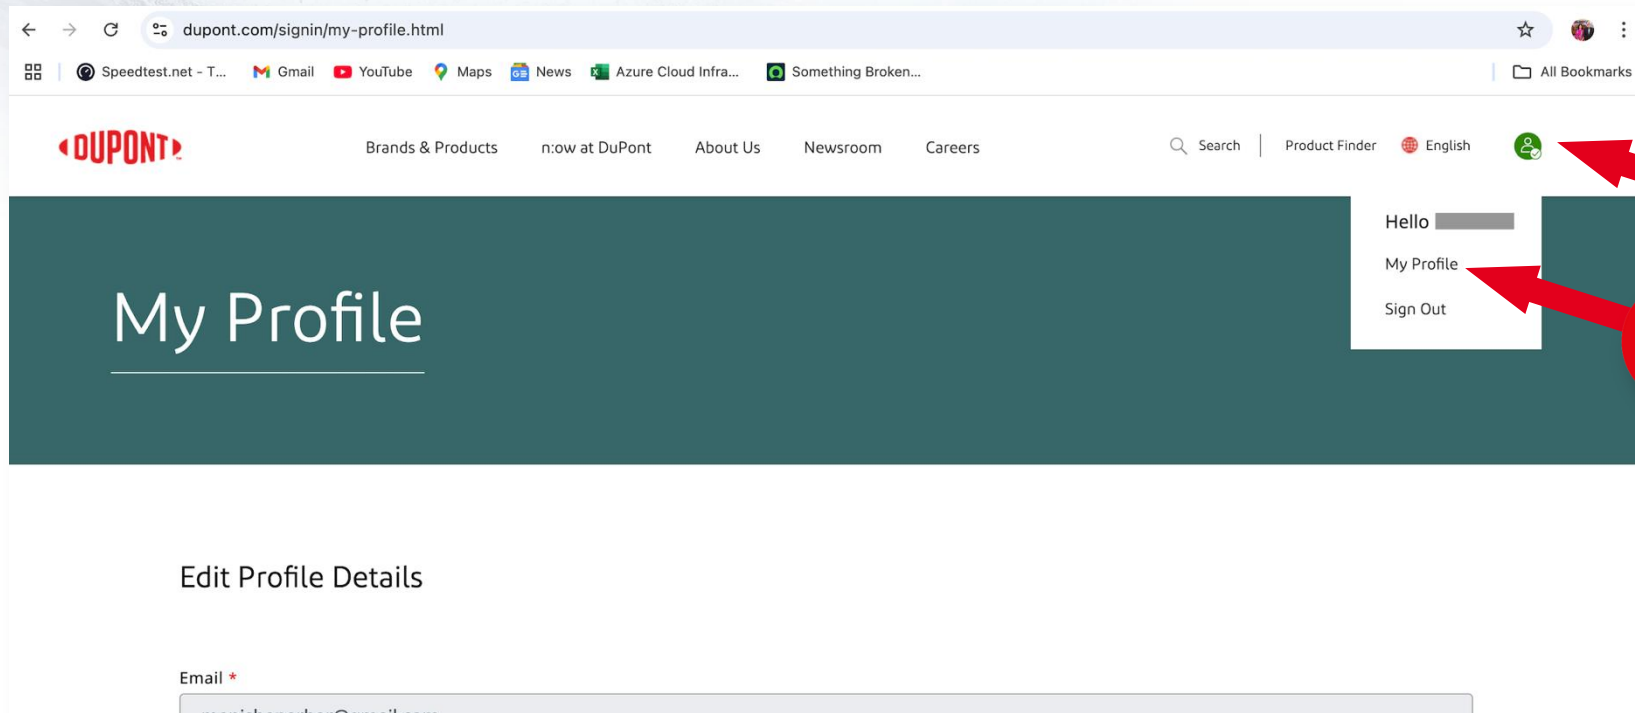 dupont.com/signin/my-profile.html
Speedtest.net - T... Gmail YouTube Maps News Azure Cloud Infra... Something Broken... All Bookmarks
DUPONT Brands & Products n:ow at DuPont About Us Newsroom Careers Search Product Finder English
Hello
My Profile
Sign Out
My Profile
Edit Profile Details
Email *